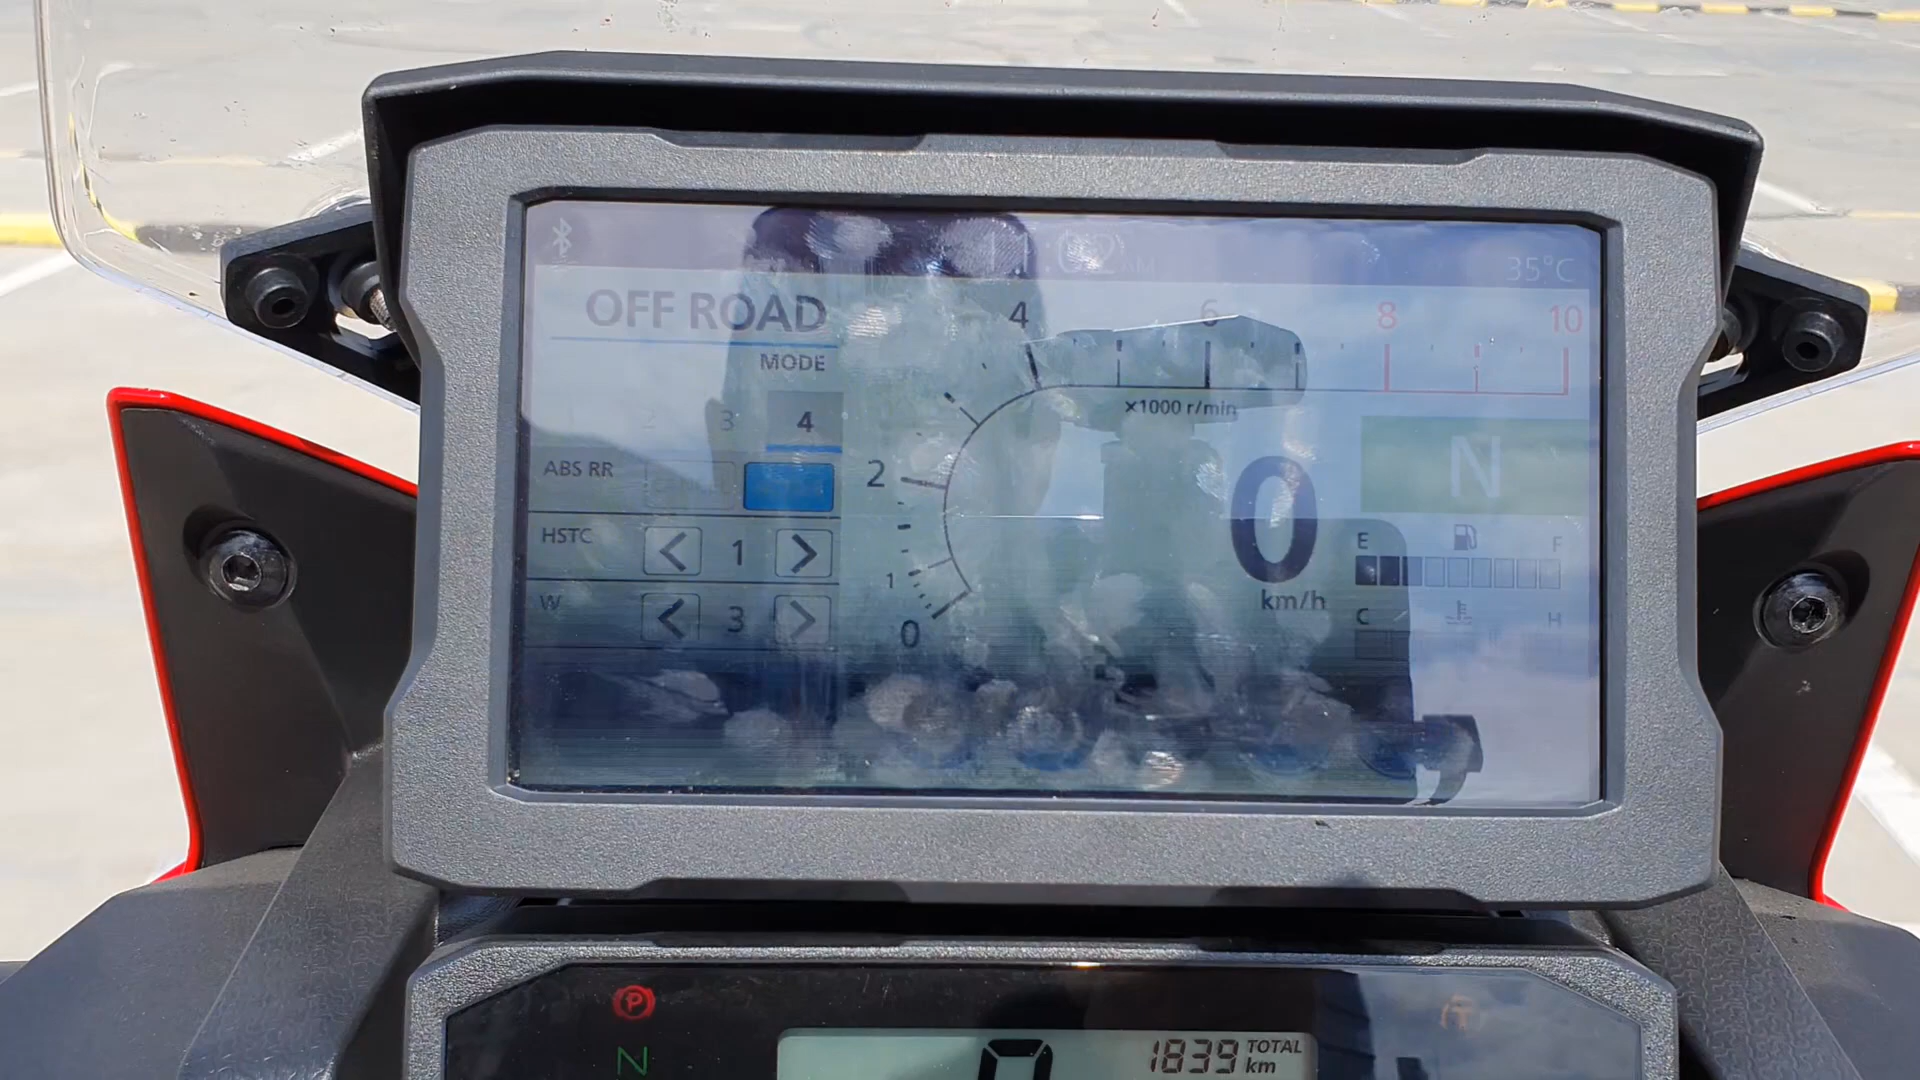 35°C
OFF ROAD
4 6 8 10
MODE
×1000 r/min
2 3 4
N
ABS RR
2
0
HSTC
1
E F
1
km/h
W
3
C H
0
P
N
0
1839 TOTAL
km